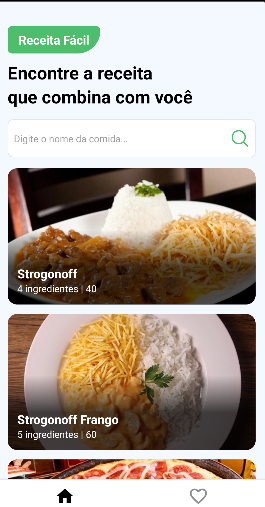 Receita Fácil
Encontre a receita
que combina com você
Digite o nome da comida...
Strogonoff
4 ingredientes | 40
Strogonoff Frango
5 ingredientes | 60